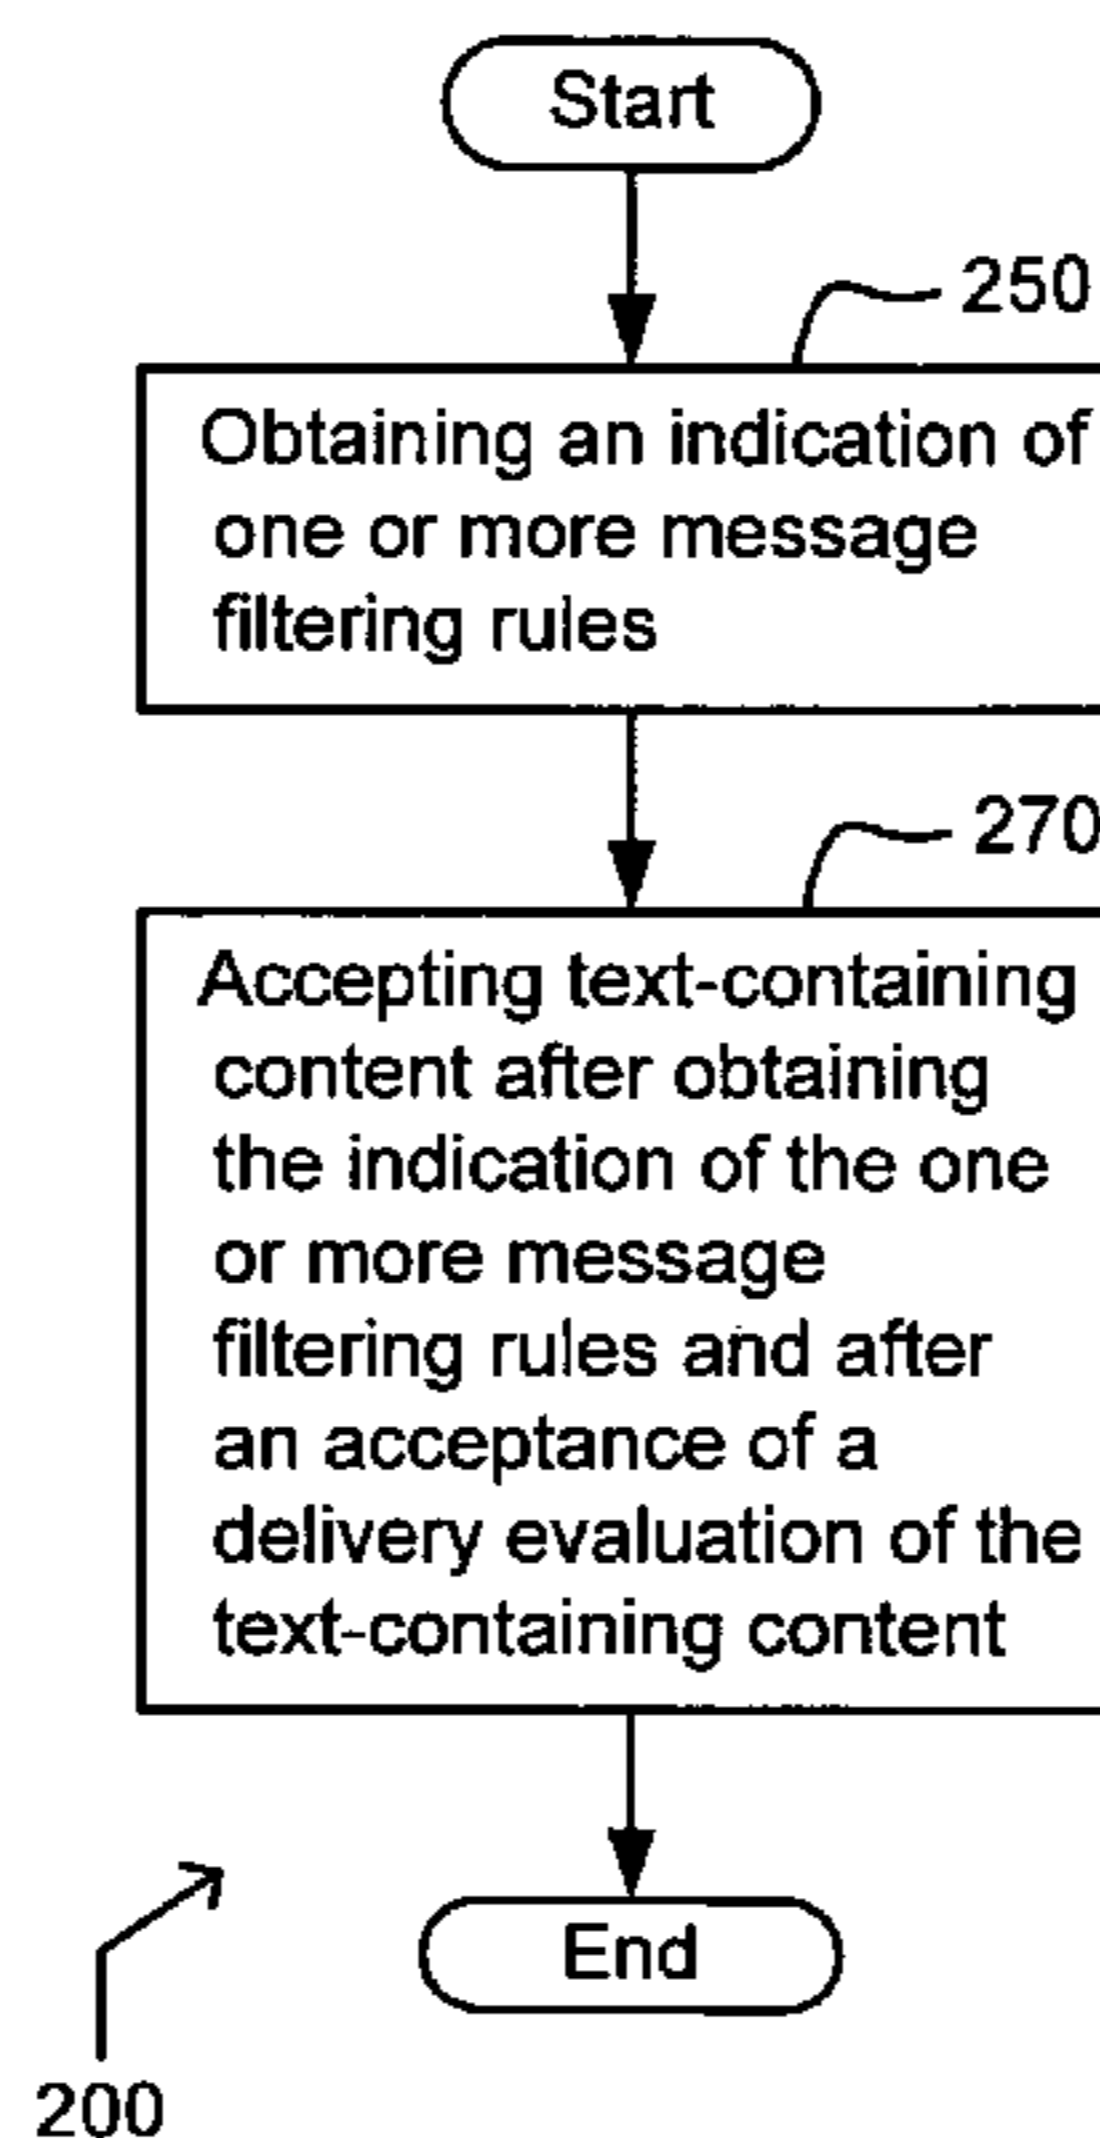 Start
250
Obtaining an indication of
one or more message
filtering rules
270
Accepting text-containing
content after obtaining
the indication of the one
or more message
filtering rules and after
an acceptance of a
delivery evaluation of the
text-containing content
End
200